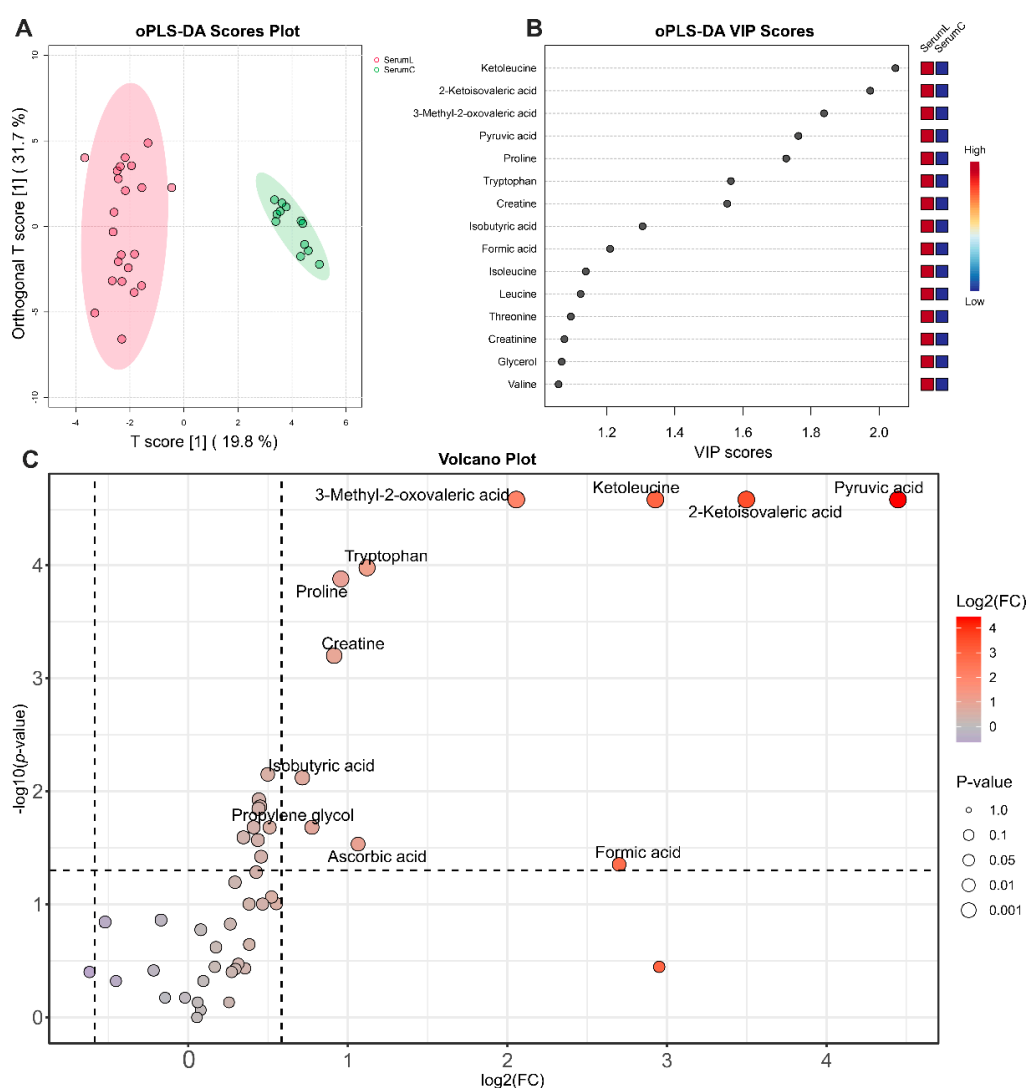 A
oPLS-DA Scores Plot
SerumL
SerumC
Orthogonal T score [1] ( 31.7 %)
10
5
0
-5
-10
-4
-2
0
2
4
6
T score [1] ( 19.8 %)
B
oPLS-DA VIP Scores
SerumL
SerumC
Ketoleucine
2-Ketoisovaleric acid
3-Methyl-2-oxovaleric acid
Pyruvic acid
Proline
Tryptophan
Creatine
Isobutyric acid
Formic acid
Isoleucine
Leucine
Threonine
Creatinine
Glycerol
Valine
High
Low
1.2
1.4
1.6
1.8
2.0
VIP scores
C
Volcano Plot
3-Methyl-2-oxovaleric acid
Ketoleucine
2-Ketoisovaleric acid
Pyruvic acid
Tryptophan
Proline
Creatine
Isobutyric acid
Propylene glycol
Ascorbic acid
Formic acid
-log10(p-value)
4
3
2
1
0
0
1
2
3
4
log2(FC)
Log2(FC)
4
3
2
1
0
P-value
1.0
0.1
0.05
0.01
0.001